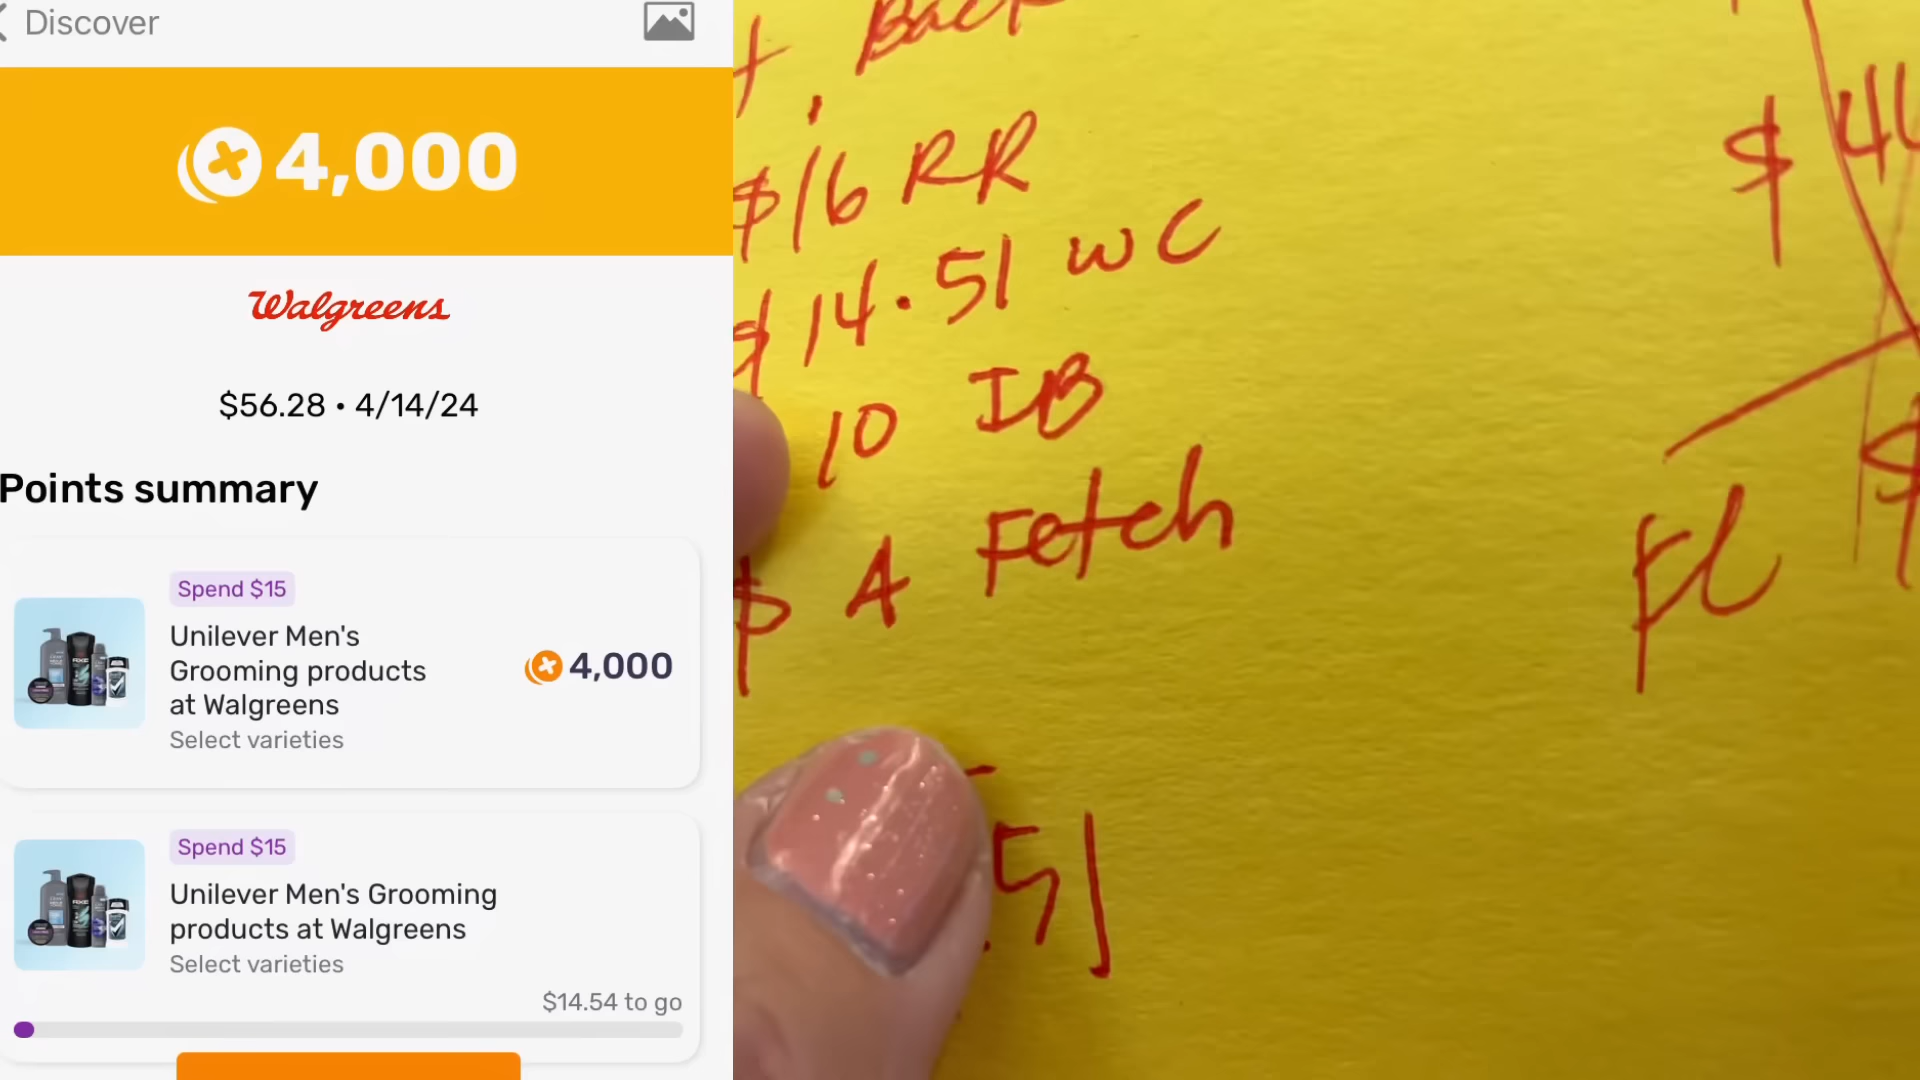 Discover
4,000
Walgreens
$56.28 • 4/14/24
Points summary
Spend $15
Unilever Men's
Grooming products
at Walgreens
Select varieties
4,000
Spend $15
Unilever Men's Grooming
products at Walgreens
Select varieties
$14.54 to go
Back
$16 RR
$14.51 WC
10 IB
$4 Fetch
.51
$
$